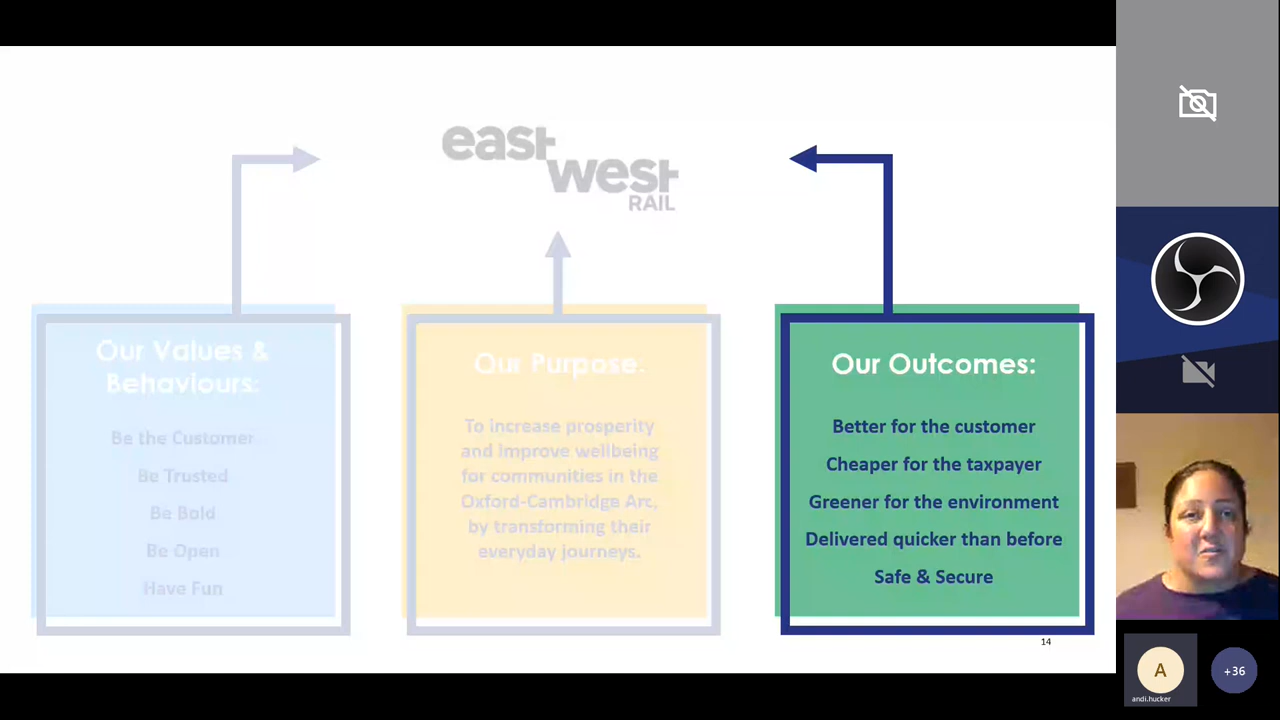 east
west
RAIL
Our Values &
Behaviours:
Be the Customer
Be Trusted
Be Bold
Be Open
Have Fun
Our Purpose:
To increase prosperity
and improve wellbeing
for communities in the
Oxford-Cambridge Arc,
by transforming their
everyday journeys.
Our Outcomes:
Better for the customer
Cheaper for the taxpayer
Greener for the environment
Delivered quicker than before
Safe & Secure
14
A
andi.hucker
+36